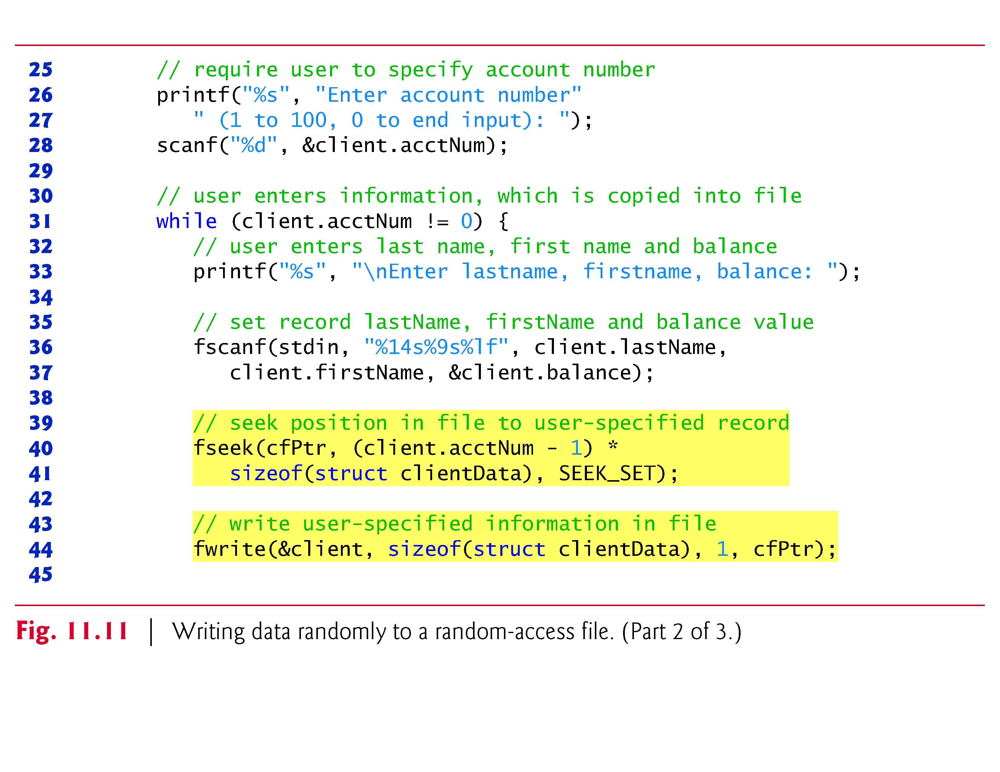 25 // require user to specify account number
26 printf("%s", "Enter account number"
27 " (1 to 100, 0 to end input): ");
28 scanf("%d", &client.acctNum);
29
30 // user enters information, which is copied into file
31 while (client.acctNum != 0) {
32 // user enters last name, first name and balance
33 printf("%s", "\nEnter lastname, firstname, balance: ");
34
35 // set record lastName, firstName and balance value
36 fscanf(stdin, "%14s%9s%lf", client.lastName,
37 client.firstName, &client.balance);
38
39 // seek position in file to user-specified record
40 fseek(cfPtr, (client.acctNum - 1) *
41 sizeof(struct clientData), SEEK_SET);
42
43 // write user-specified information in file
44 fwrite(&client, sizeof(struct clientData), 1, cfPtr);
45
Fig. 11.11 | Writing data randomly to a random-access file. (Part 2 of 3.)